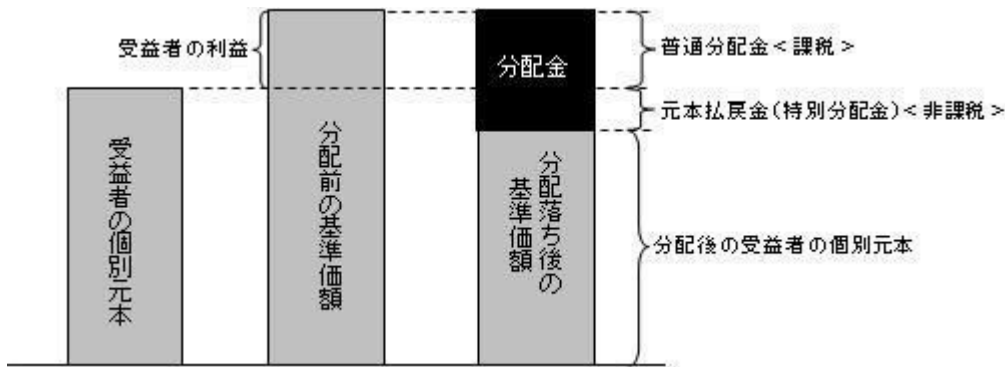 受益者の利益
分配金
普通分配金＜課税＞
元本払戻金(特別分配金)＜非課税＞
受益者の個別元本
分配前の基準価額
分配落ち後の
基準価額
分配後の受益者の個別元本